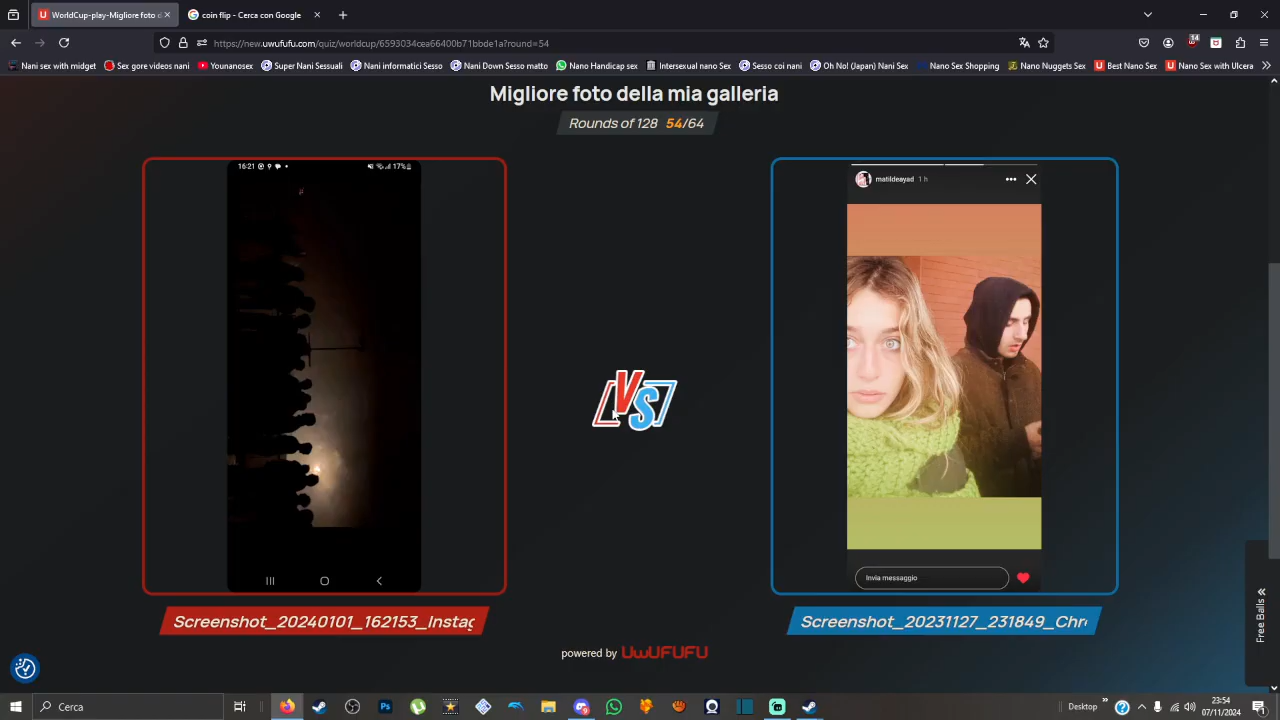 WorldCup-play-Migliore foto d
coin flip - Cerca con Google
https://new.uwufufu.com/quiz/worldcup/6593034cea66400b71bbde1a?round=54
14
Nani sex with midget
Sex gore videos nani
Younanosex
Super Nani Sessuali
Nani informatici Sesso
Nani Down Sesso matto
Nano Handicap sex
Intersexual nano Sex
Sesso coi nani
Oh No! (Japan) Nani Sex
Nano Sex Shopping
Nano Nuggets Sex
Best Nano Sex
Nano Sex with Ulcera
Migliore foto della mia galleria
Rounds of 128 54/64
16:21
17%
matildeayad 1 h
VS
Invia messaggio
Screenshot_20240101_162153_Instag
Screenshot_20231127_231849_Chr
Free Balls
powered by UWUFUFU
Cerca
Desktop
23:54
07/11/2024